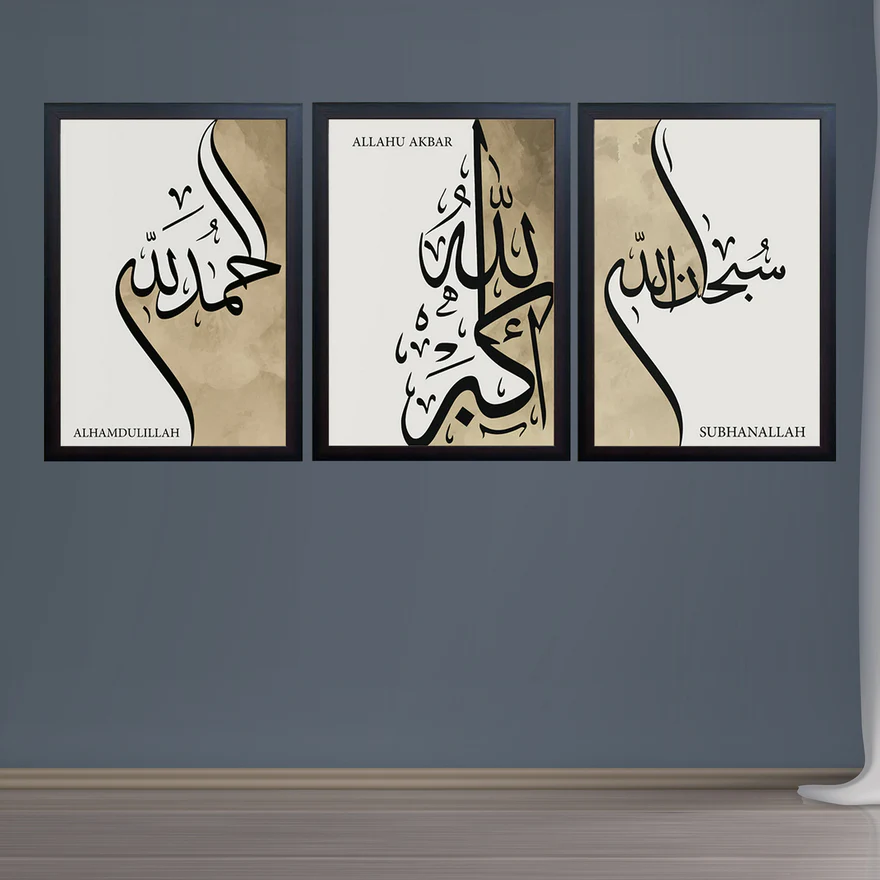 الحمد لله
ALHAMDULILLAH
ALLAHU AKBAR
الله
أكبر
سبحان الله
SUBHANALLAH